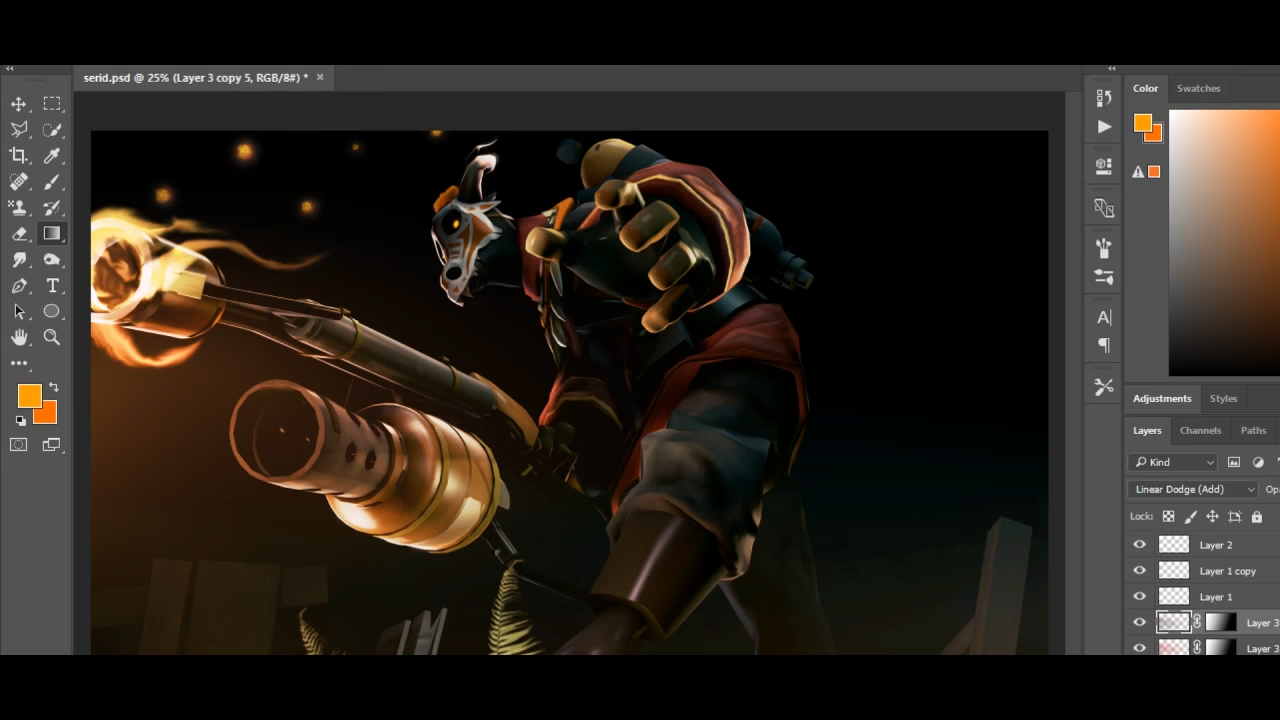 serid.psd @ 25% (Layer 3 copy 5, RGB/8#) *
Color
Swatches
Adjustments
Styles
Layers
Channels
Paths
Kind
Linear Dodge (Add)
Lock:
Layer 2
Layer 1 copy
Layer 1
Layer 3
Layer 3